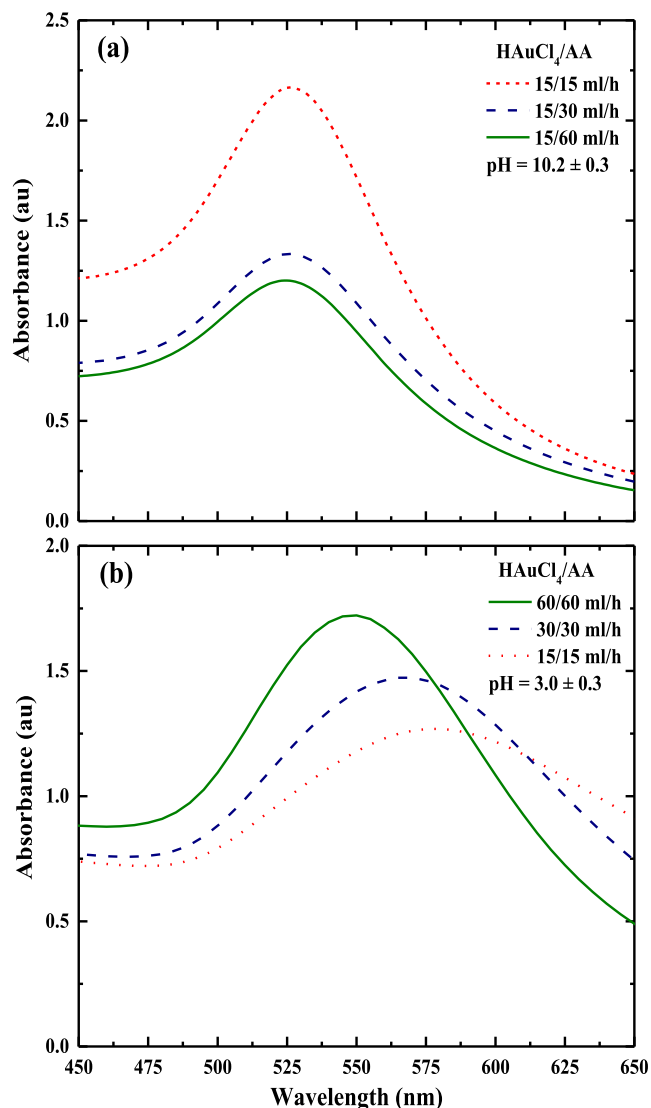 (a)
HAuCl₄/AA
15/15 ml/h
15/30 ml/h
15/60 ml/h
pH = 10.2 ± 0.3
2.5
2.0
1.5
1.0
0.5
0.0
Absorbance (au)
(b)
HAuCl₄/AA
60/60 ml/h
30/30 ml/h
15/15 ml/h
pH = 3.0 ± 0.3
2.0
1.5
1.0
0.5
0.0
Absorbance (au)
450 475 500 525 550 575 600 625 650
Wavelength (nm)